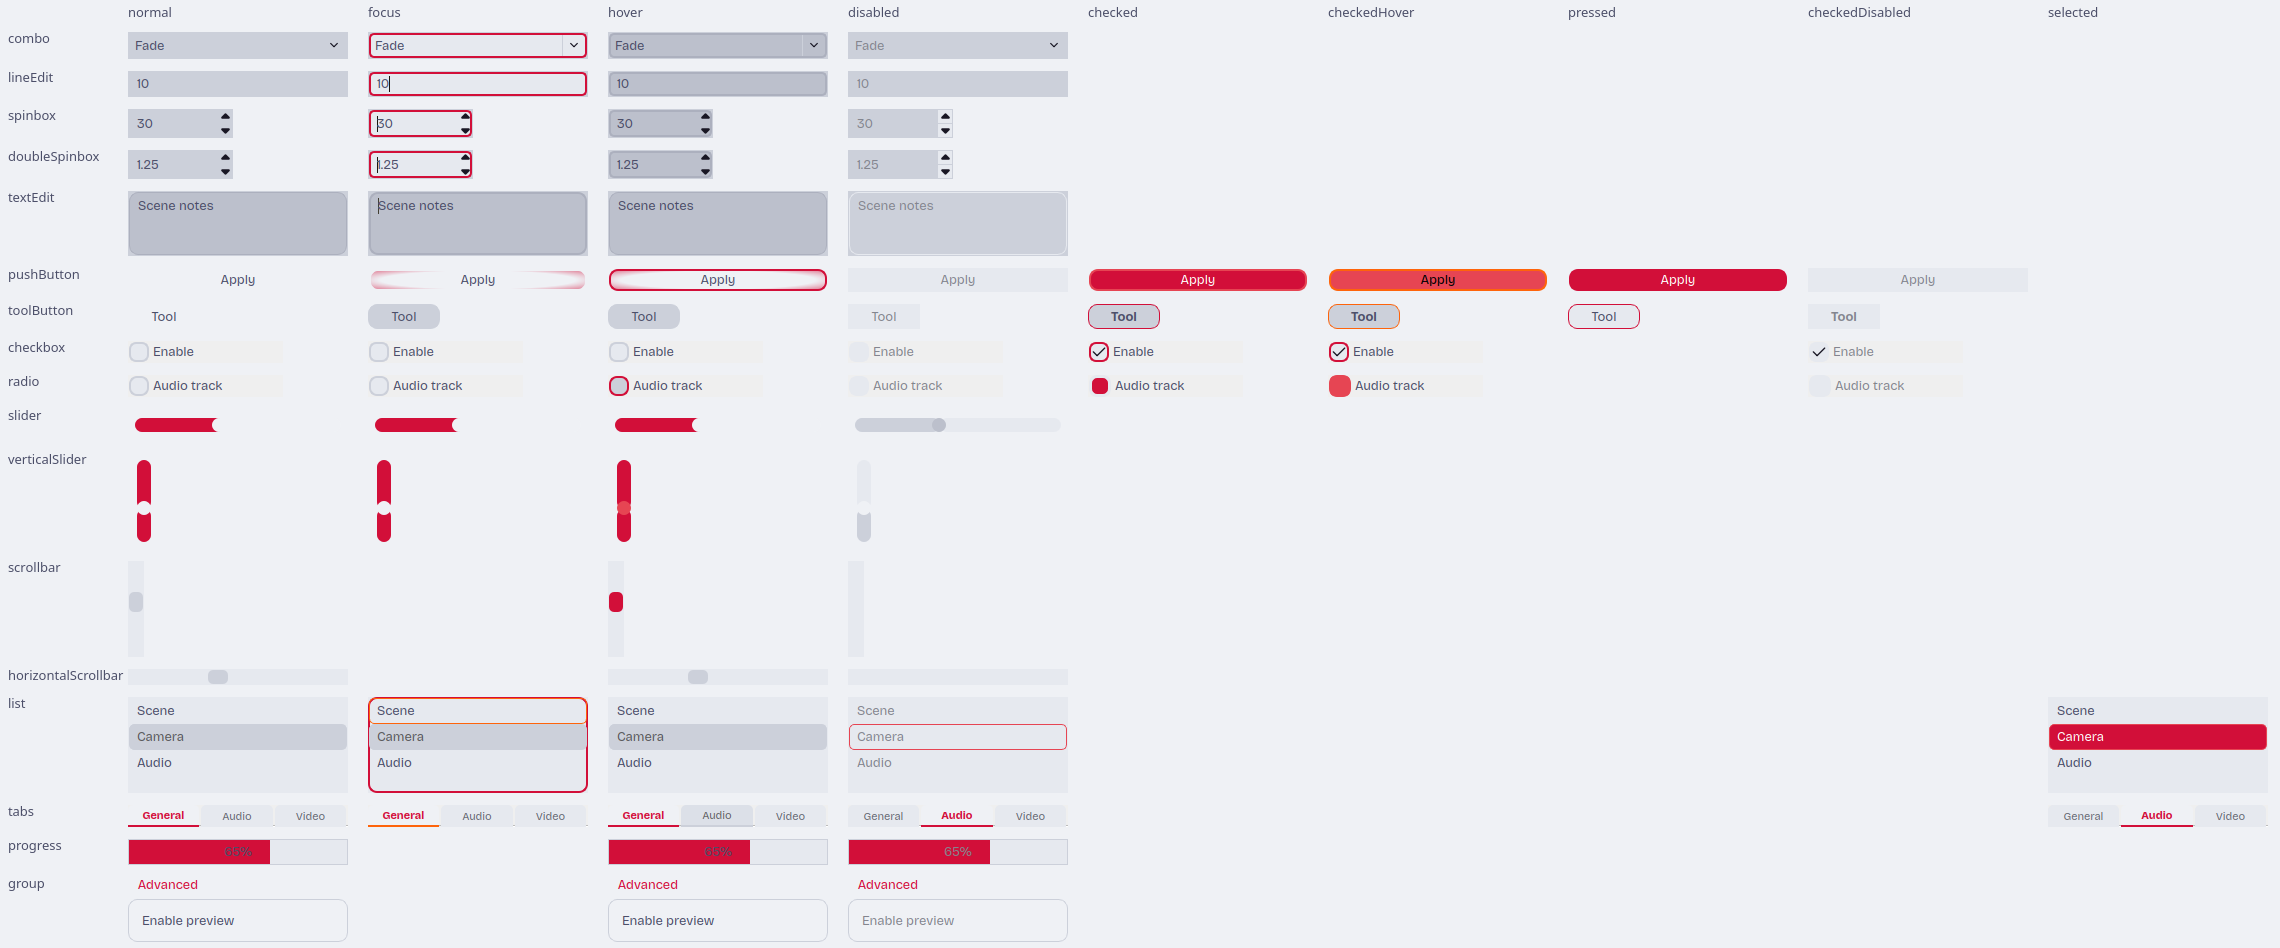 normal focus hover disabled checked checkedHover pressed checkedDisabled selected
combo Fade Fade Fade Fade
lineEdit 10 10 10 10
spinbox 30 30 30 30
doubleSpinbox 1.25 1.25 1.25 1.25
textEdit Scene notes Scene notes Scene notes Scene notes
pushButton Apply Apply Apply Apply Apply Apply Apply Apply
toolButton Tool Tool Tool Tool Tool Tool Tool Tool
checkbox Enable Enable Enable Enable Enable Enable Enable
radio Audio track Audio track Audio track Audio track Audio track Audio track Audio track
slider
verticalSlider
scrollbar
horizontalScrollbar
list Scene Scene Scene Scene Scene
Camera Camera Camera Camera Camera
Audio Audio Audio Audio Audio
tabs General Audio Video General Audio Video General Audio Video General Audio Video General Audio Video
progress 65% 65% 65%
group Advanced Advanced Advanced
Enable preview Enable preview Enable preview